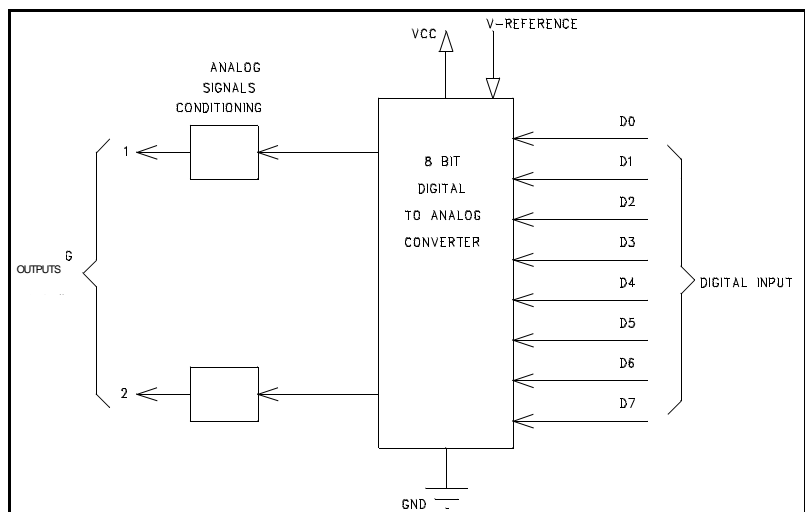 V-REFERENCE
VCC
ANALOG
SIGNALS
CONDITIONING
1
8 BIT
DIGITAL
TO ANALOG
CONVERTER
D0
D1
D2
D3
D4
D5
D6
D7
G
OUTPUTS
DIGITAL INPUT
2
GND